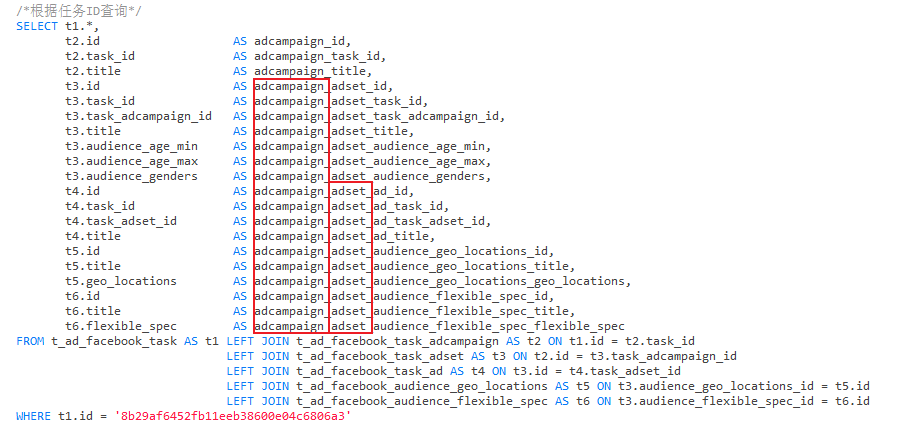 /*根据任务ID查询*/
SELECT t1.*,
t2.id AS adcampaign_id,
t2.task_id AS adcampaign_task_id,
t2.title AS adcampaign_title,
t3.id AS adcampaign_adset_id,
t3.task_id AS adcampaign_adset_task_id,
t3.task_adcampaign_id AS adcampaign_adset_task_adcampaign_id,
t3.title AS adcampaign_adset_title,
t3.audience_age_min AS adcampaign_adset_audience_age_min,
t3.audience_age_max AS adcampaign_adset_audience_age_max,
t3.audience_genders AS adcampaign_adset_audience_genders,
t4.id AS adcampaign_adset_ad_id,
t4.task_id AS adcampaign_adset_ad_task_id,
t4.task_adset_id AS adcampaign_adset_ad_task_adset_id,
t4.title AS adcampaign_adset_ad_title,
t5.id AS adcampaign_adset_audience_geo_locations_id,
t5.title AS adcampaign_adset_audience_geo_locations_title,
t5.geo_locations AS adcampaign_adset_audience_geo_locations_geo_locations,
t6.id AS adcampaign_adset_audience_flexible_spec_id,
t6.title AS adcampaign_adset_audience_flexible_spec_title,
t6.flexible_spec AS adcampaign_adset_audience_flexible_spec_flexible_spec
FROM t_ad_facebook_task AS t1 LEFT JOIN t_ad_facebook_task_adcampaign AS t2 ON t1.id = t2.task_id
LEFT JOIN t_ad_facebook_task_adset AS t3 ON t2.id = t3.task_adcampaign_id
LEFT JOIN t_ad_facebook_task_ad AS t4 ON t3.id = t4.task_adset_id
LEFT JOIN t_ad_facebook_audience_geo_locations AS t5 ON t3.audience_geo_locations_id = t5.id
LEFT JOIN t_ad_facebook_audience_flexible_spec AS t6 ON t3.audience_flexible_spec_id = t6.id
WHERE t1.id = '8b29af6452fb11eeb38600e04c6806a3'